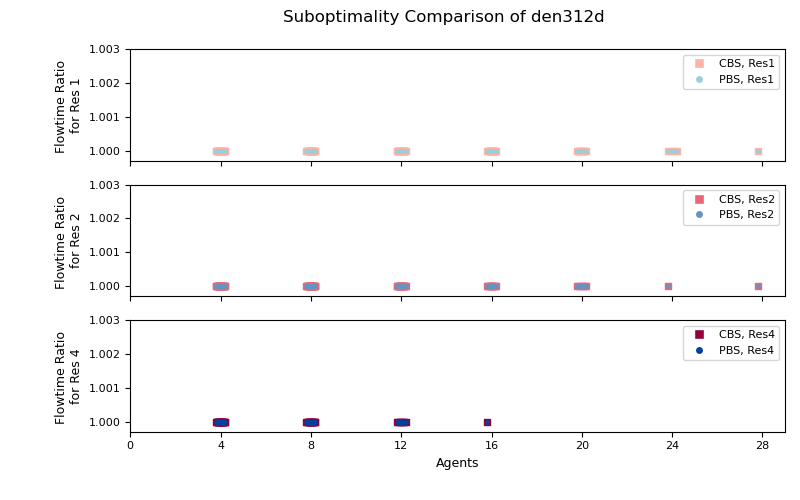 Suboptimality Comparison of den312d
Flowtime Ratio
for Res 1
1.003
1.002
1.001
1.000
CBS, Res1
PBS, Res1
Flowtime Ratio
for Res 2
1.003
1.002
1.001
1.000
CBS, Res2
PBS, Res2
Flowtime Ratio
for Res 4
1.003
1.002
1.001
1.000
CBS, Res4
PBS, Res4
0 4 8 12 16 20 24 28
Agents